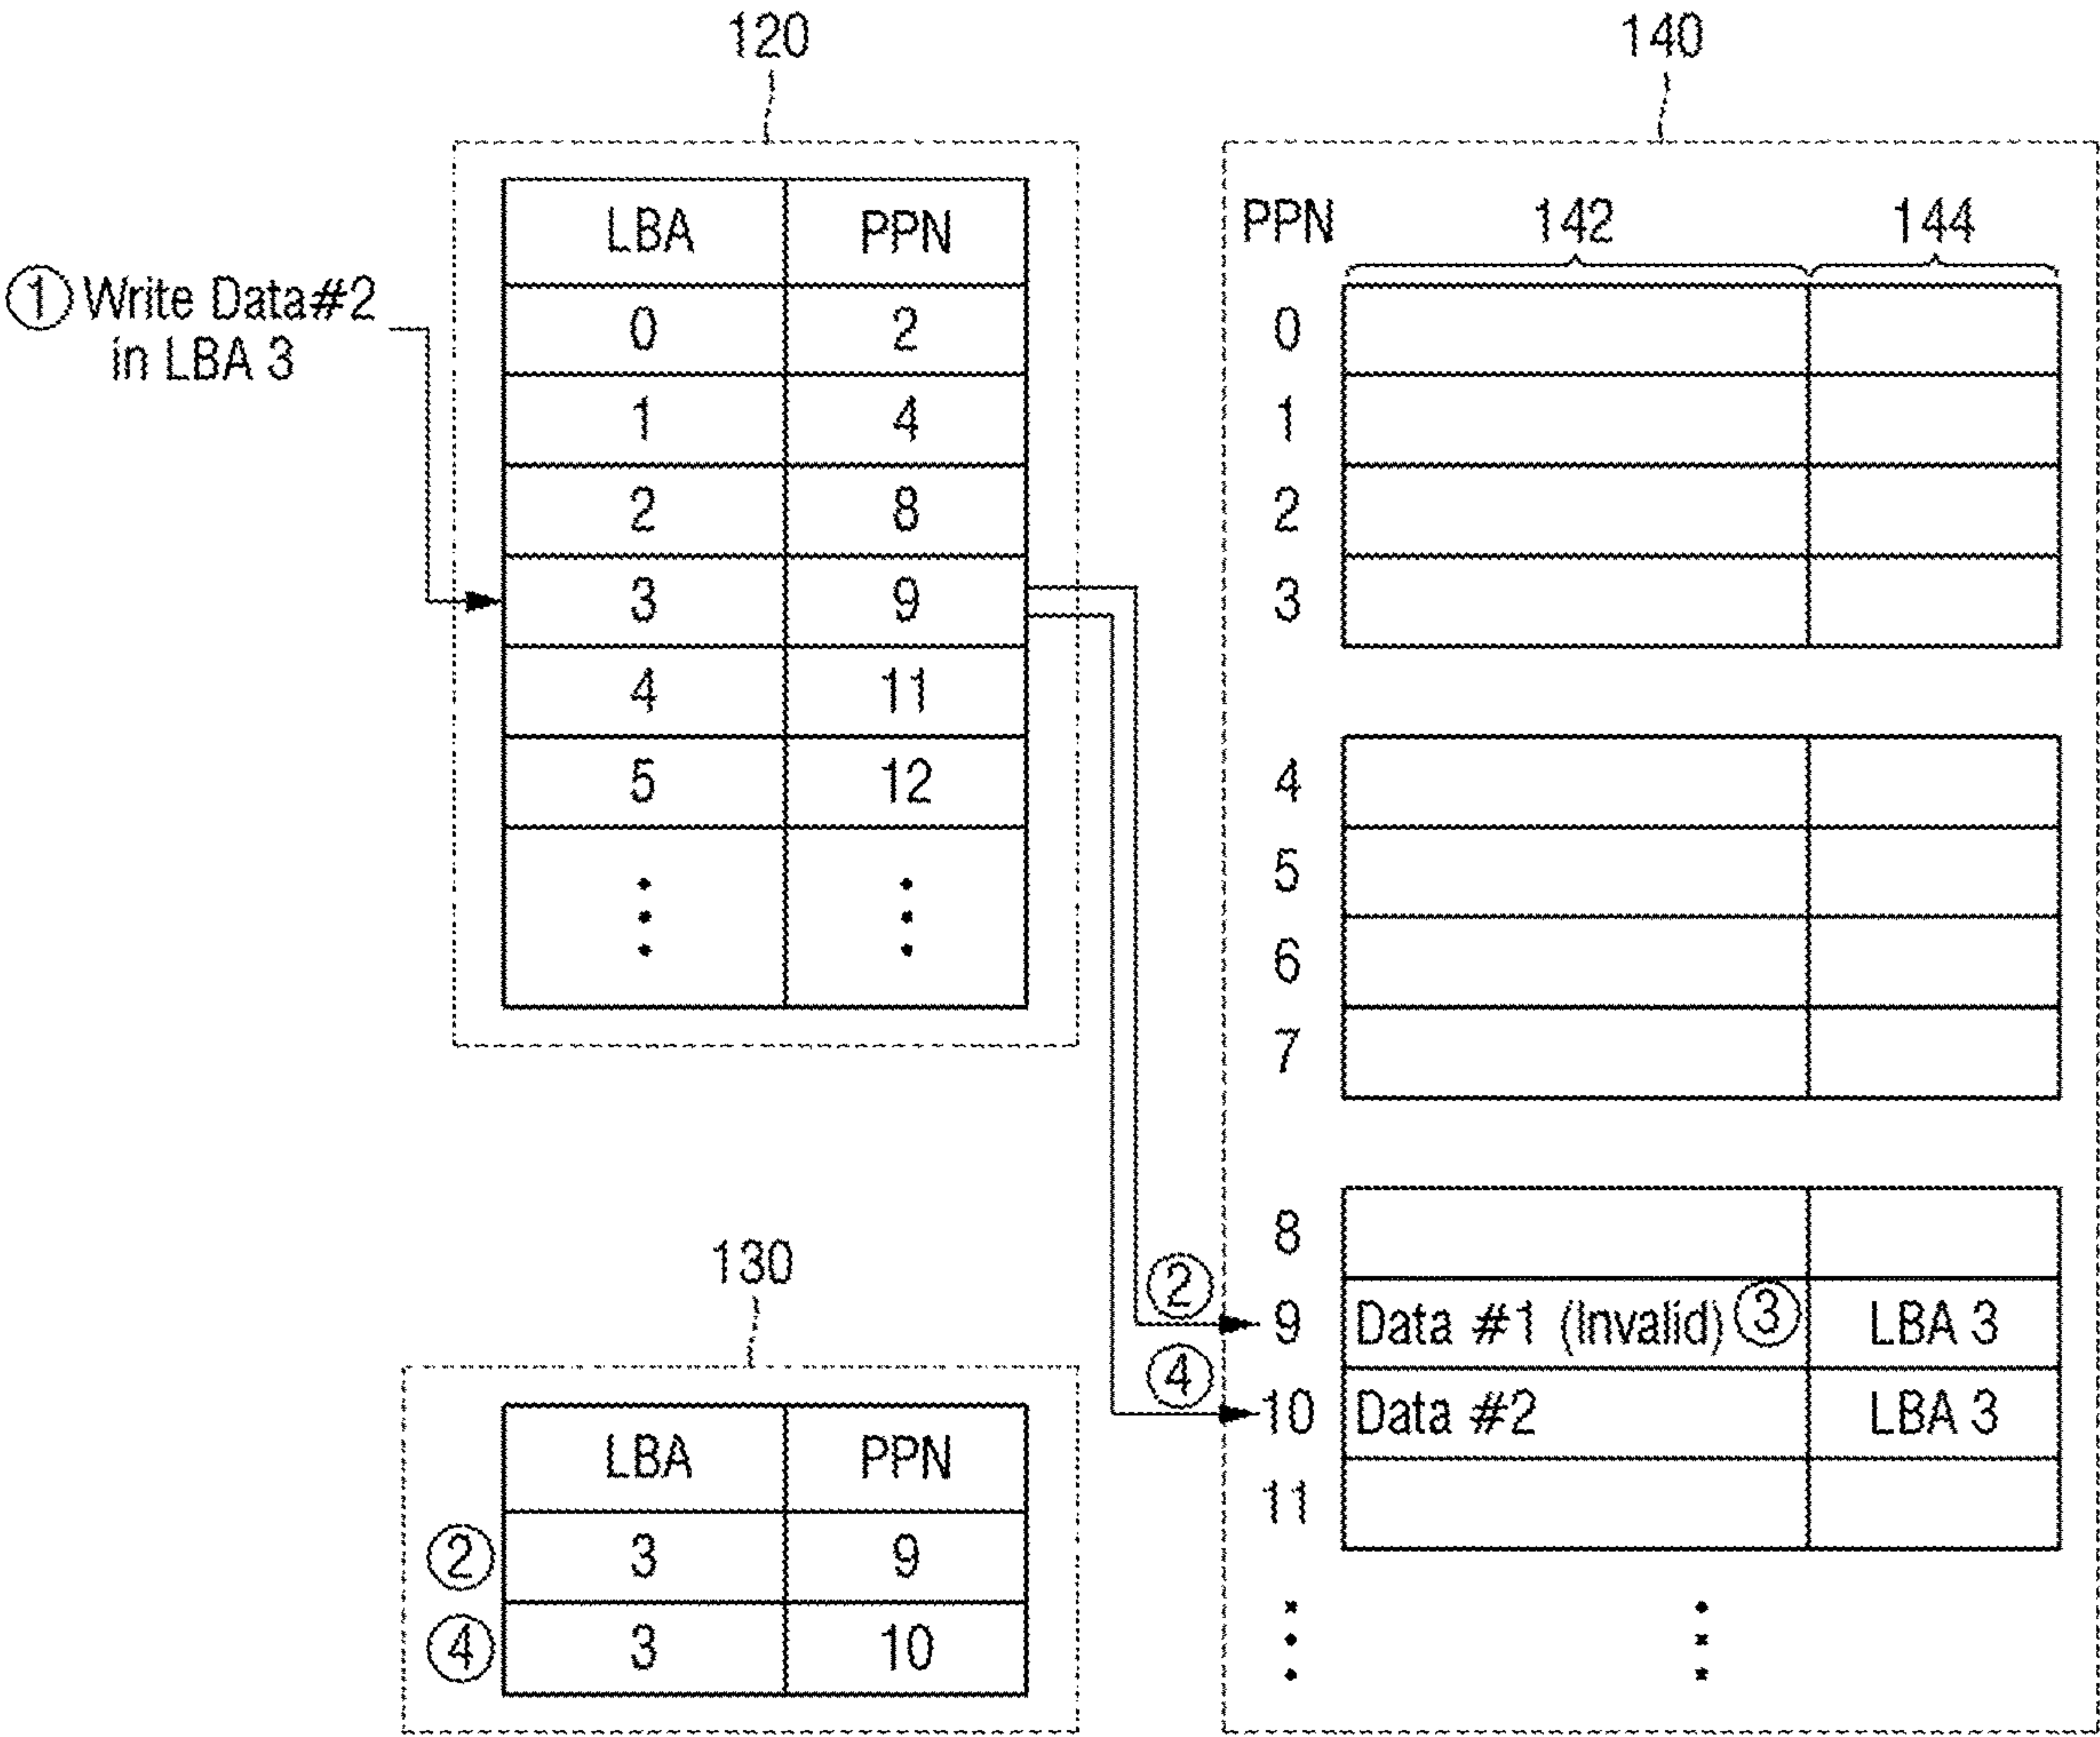 120
LBA PPN
0 2
1 4
2 8
3 9
4 11
5 12
① Write Data#2
in LBA 3
130
LBA PPN
② 3 9
④ 3 10
140
PPN 142 144
0
1
2
3
4
5
6
7
8
② 9 Data #1 (Invalid) ③ LBA 3
④ 10 Data #2 LBA 3
11